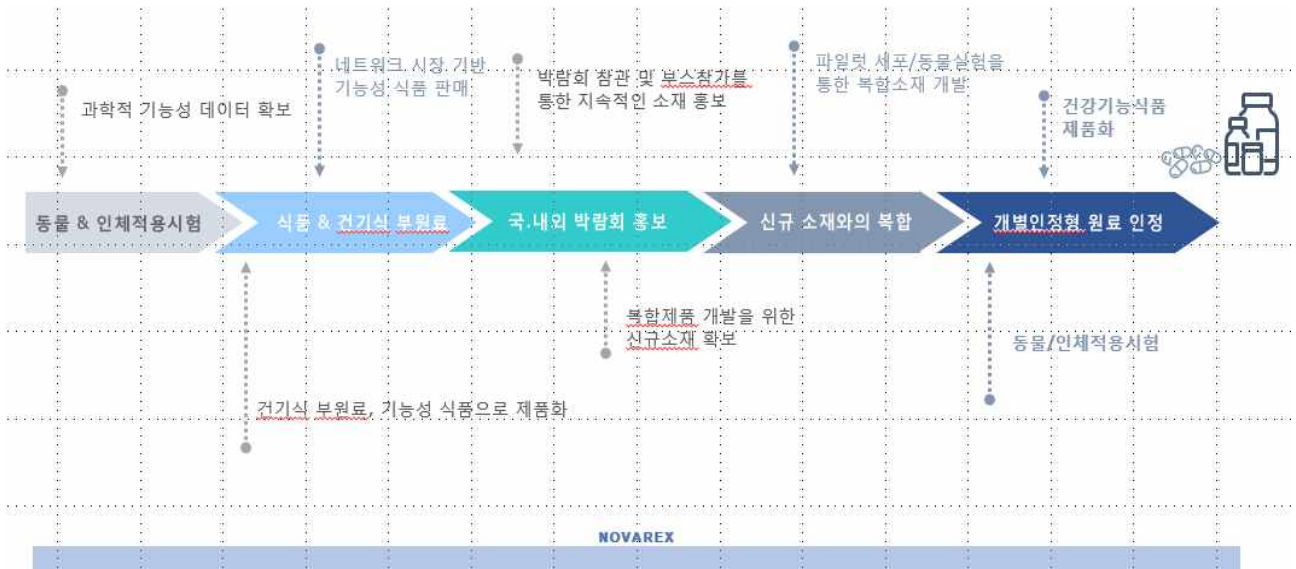 네트워크 시장 기반
기능성 식품 판매
박람회 참관 및 부스참가를
통한 지속적인 소재 홍보
파일럿 세포/동물실험을
통한 복합소재 개발
과학적 기능성 데이터 확보
건강기능식품
제품화
동물 & 인체적용시험
식품 & 건기식 부원료
국.내외 박람회 홍보
신규 소재와의 복합
개별인정형 원료 인정
복합제품 개발을 위한
신규소재 확보
동물/인체적용시험
건기식 부원료, 기능성 식품으로 제품화
NOVAREX